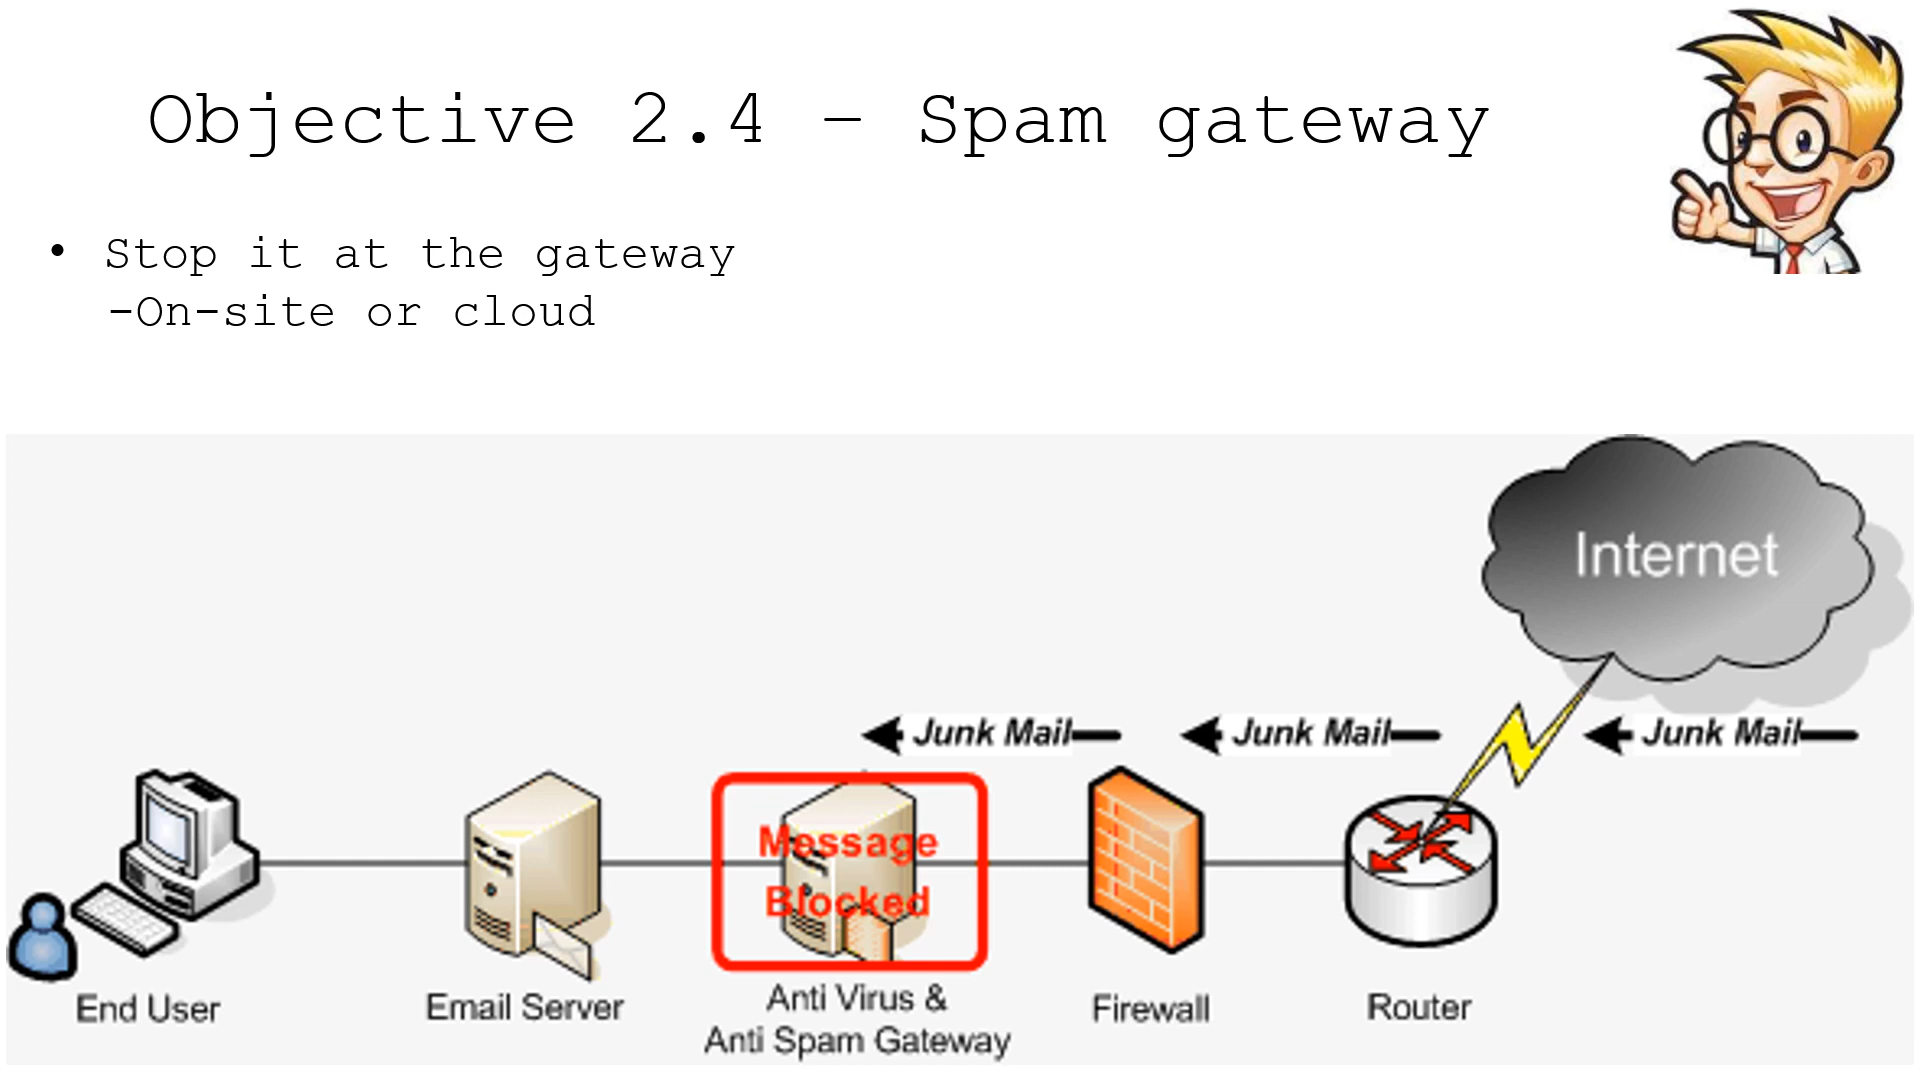 Objective 2.4 – Spam gateway
• Stop it at the gateway
-On-site or cloud
Internet
Junk Mail
Junk Mail
Junk Mail
Message
Blocked
End User
Email Server
Anti Virus &
Anti Spam Gateway
Firewall
Router